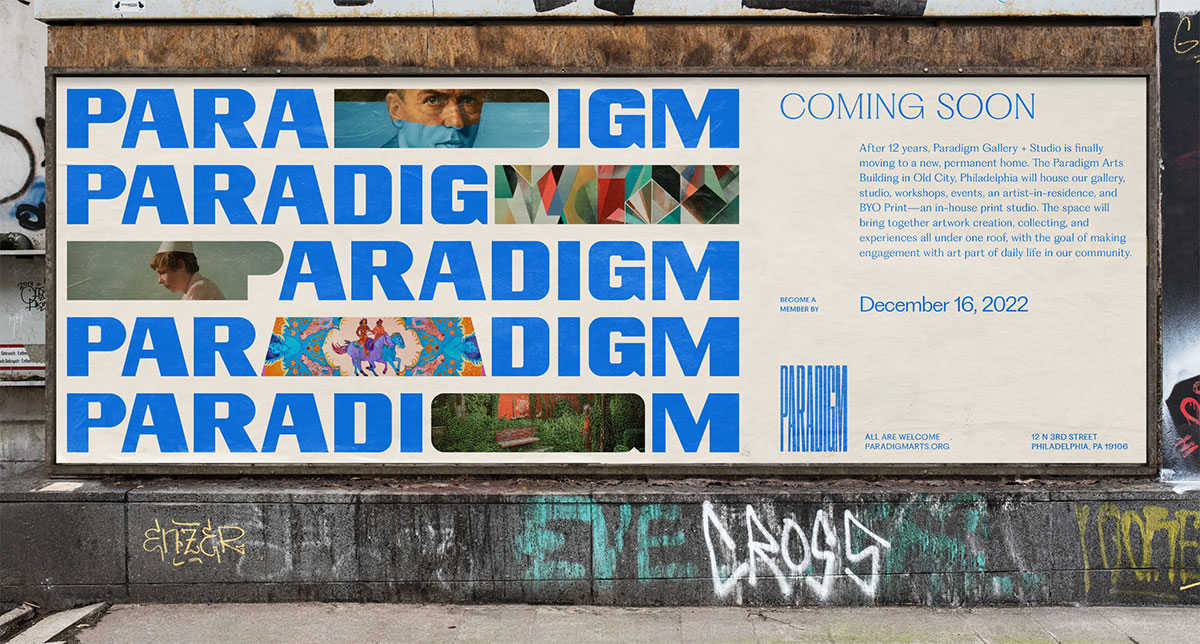 PARA IGM
PARADIG
ARADIGM
PAR DIGM
PARADI M
COMING SOON
After 12 years, Paradigm Gallery + Studio is finally
moving to a new, permanent home. The Paradigm Arts
Building in Old City, Philadelphia will house our gallery,
studio, workshops, events, an artist-in-residence, and
BYO Print—an in-house print studio. The space will
bring together artwork creation, collecting, and
experiences all under one roof, with the goal of making
engagement with art part of daily life in our community.
BECOME A
MEMBER BY
December 16, 2022
PARADIGM
ALL ARE WELCOME
PARADIGMARTS.ORG
12 N 3RD STREET
PHILADELPHIA, PA 19106
ENZER
EYE
CROSS